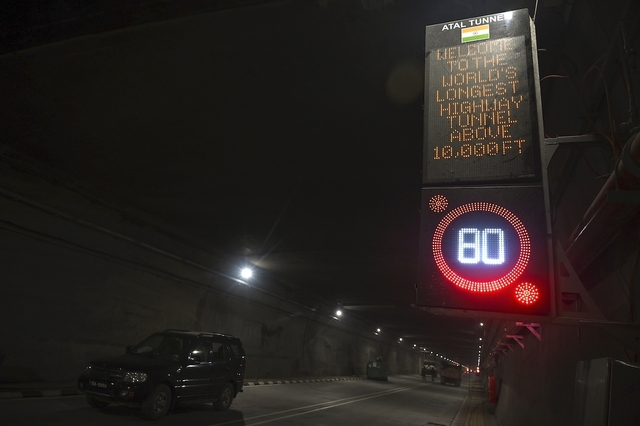 ATAL TUNNEL
WELCOME
TO THE
WORLD'S
LONGEST
HIGHWAY
TUNNEL
ABOVE
10,000 FT
80